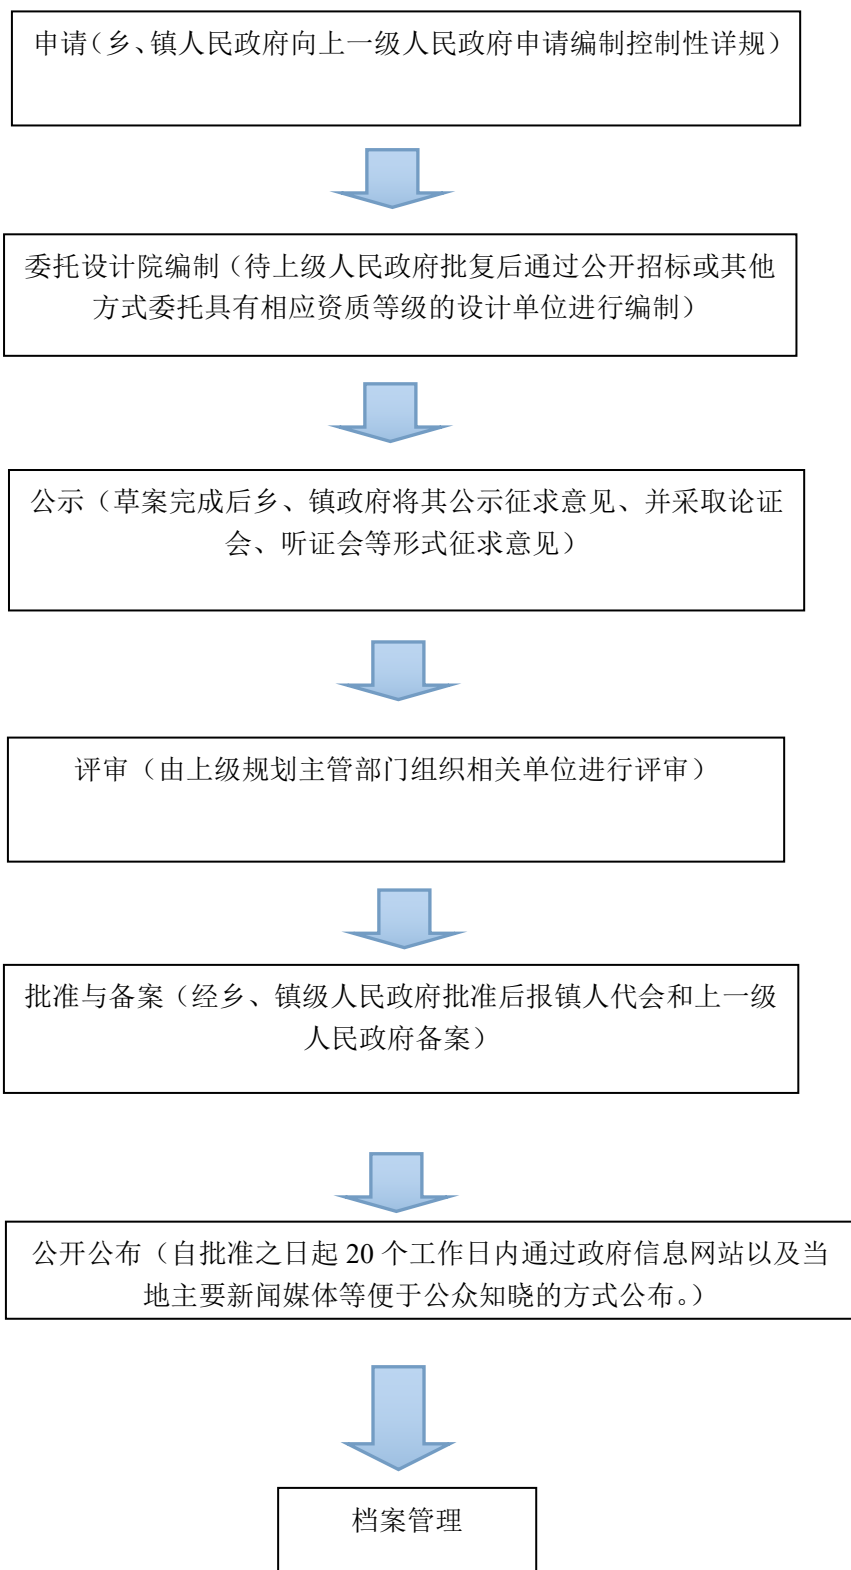 申请（乡、镇人民政府向上一级人民政府申请编制控制性详规）
委托设计院编制（待上级人民政府批复后通过公开招标或其他
方式委托具有相应资质等级的设计单位进行编制）
公示（草案完成后乡、镇政府将其公示征求意见、并采取论证
会、听证会等形式征求意见）
评审（由上级规划主管部门组织相关单位进行评审）
批准与备案（经乡、镇级人民政府批准后报镇人代会和上一级
人民政府备案）
公开公布（自批准之日起 20 个工作日内通过政府信息网站以及当
地主要新闻媒体等便于公众知晓的方式公布。）
档案管理